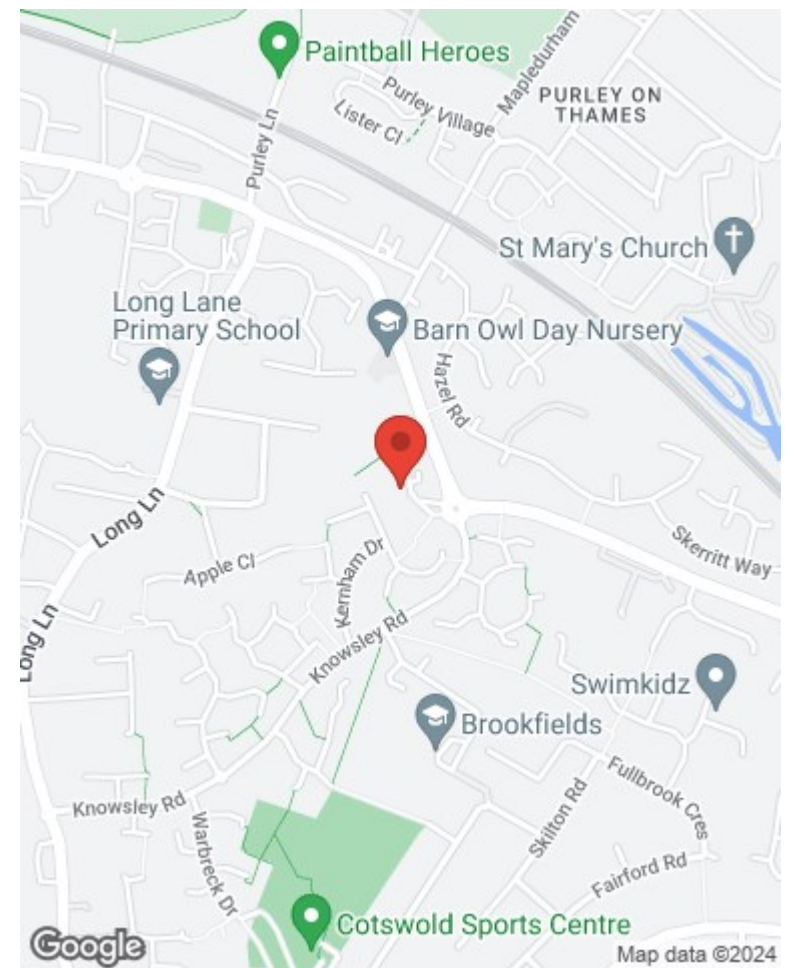 Paintball Heroes
Mapledurham
PURLEY ON
THAMES
Purley Village
Lister Cl
Purley Ln
St Mary's Church
Long Lane
Primary School
Barn Owl Day Nursery
Hazel Rd
Long Ln
Skerritt Way
Apple Cl
Kernham Dr
Long Ln
Knowsley Rd
Swimkidz
Brookfields
Fullbrook Cres
Knowsley Rd
Skilton Rd
Warbreck Dr
Fairford Rd
Cotswold Sports Centre
Google
Map data ©2024